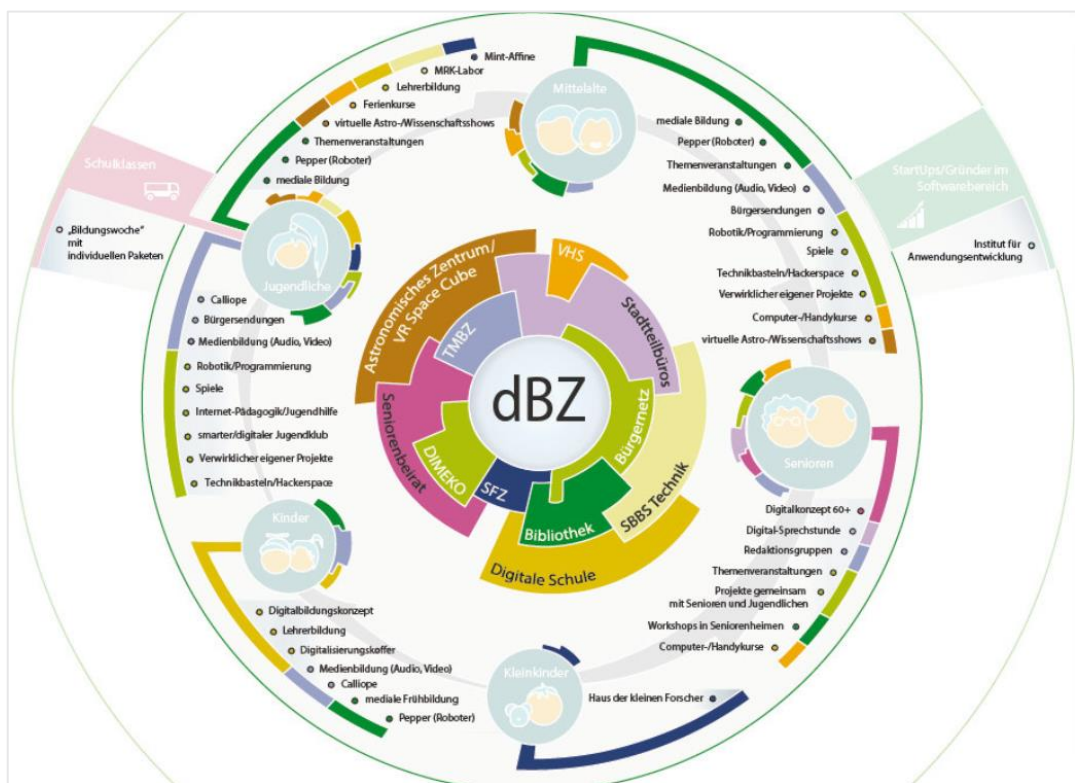 Mint-Affine
MRK-Labor
Lehrerbildung
Ferienkurse
virtuelle Astro-/Wissenschaftsshows
Themenveranstaltungen
Pepper (Roboter)
mediale Bildung
Jugendliche
Schulklassen
„Bildungswoche“
mit
individuellen Paketen
Calliope
Bürgersendungen
Medienbildung (Audio, Video)
Robotik/Programmierung
Spiele
Internet-Pädagogik/Jugendhilfe
smarter/digitaler Jugendklub
Verwirklicher eigener Projekte
Technikbasteln/Hackerspace
Mittelalte
mediale Bildung
Pepper (Roboter)
Themenveranstaltungen
Medienbildung (Audio, Video)
Bürgersendungen
Robotik/Programmierung
Spiele
Technikbasteln/Hackerspace
Verwirklicher eigener Projekte
Computer-/Handykurse
virtuelle Astro-/Wissenschaftsshows
StartUps/Gründer im
Softwarebereich
Institut für
Anwendungsentwicklung
Astronomisches Zentrum/
VR Space Cube
VHS
TMBZ
Stadtteilbüros
dBZ
Seniorenbeirat
DIMEKO
SFZ
Bibliothek
Bürgernetz
SBBS Technik
Digitale Schule
Senioren
Digitalkonzept 60+
Digital-Sprechstunde
Redaktionsgruppen
Themenveranstaltungen
Projekte gemeinsam
mit Senioren und Jugendlichen
Workshops in Seniorenheimen
Computer-/Handykurse
Kinder
Digitalbildungskonzept
Lehrerbildung
Digitalisierungskoffer
Medienbildung (Audio, Video)
Calliope
mediale Frühbildung
Pepper (Roboter)
Kleinkinder
Haus der kleinen Forscher